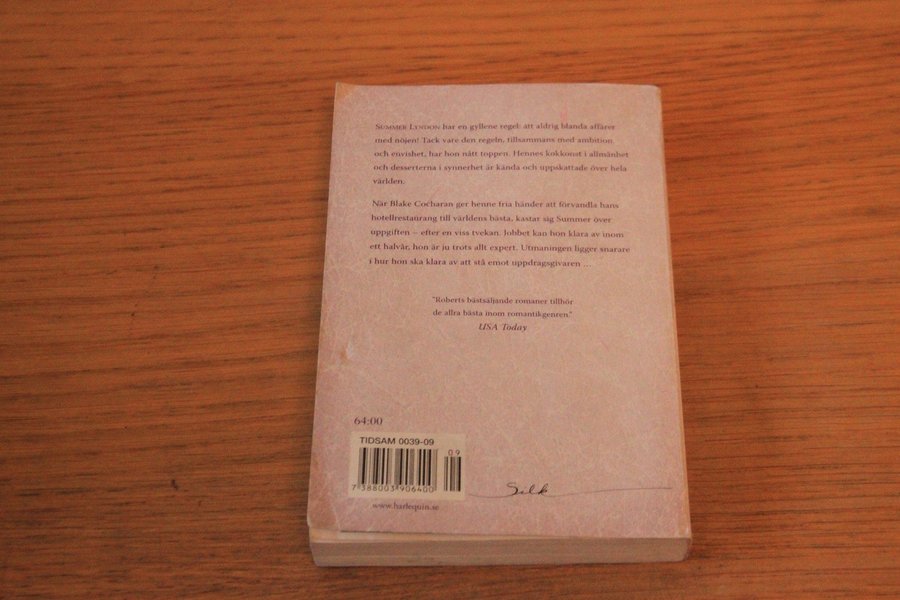 SUMMER LYNDON har en gyllene regel: att aldrig blanda affärer
med nöjen! Tack vare den regeln, tillsammans med ambition
och envishet, har hon nått toppen. Hennes kokkonst i allmänhet
och desserterna i synnerhet är kända och uppskattade över hela
världen.
När Blake Cocharan ger henne fria händer att förvandla hans
hotellrestaurang till världens bästa, kastar sig Summer över
uppgiften – efter en viss tvekan. Jobbet kan hon klara av inom
ett halvår, hon är ju trots allt expert. Utmaningen ligger snarare
i hur hon ska klara av att stå emot uppdragsgivaren …
"Roberts bästsäljande romaner tillhör
de allra bästa inom romantikgenren."
USA Today
64:00
TIDSAM 0039-09
09
7 388003 906400
Silk
www.harlequin.se